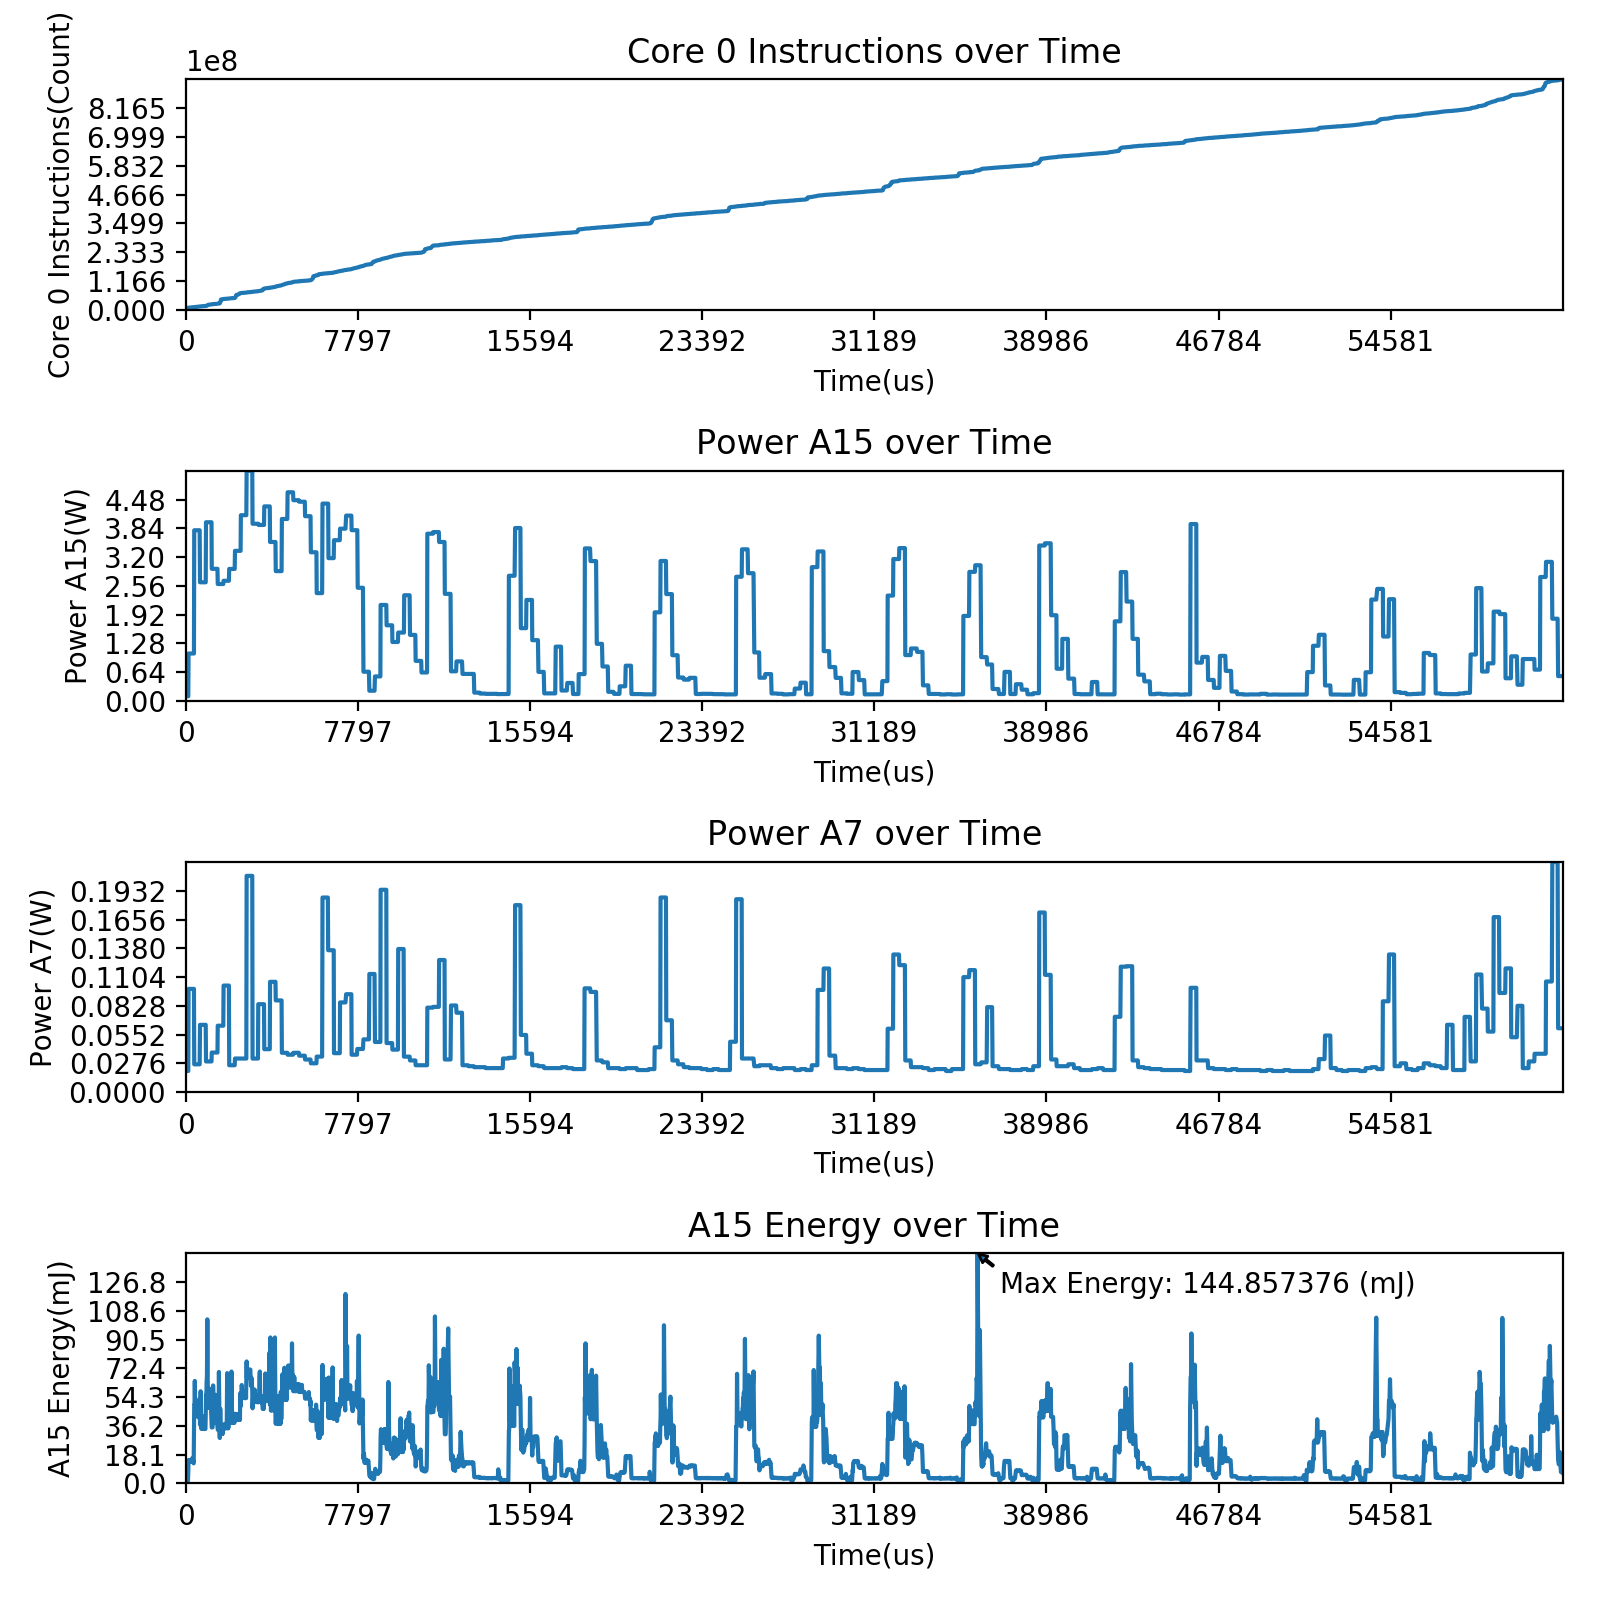 Core 0 Instructions over Time
1e8
Core 0 Instructions(Count)
8.165
6.999
5.832
4.666
3.499
2.333
1.166
0.000
0 7797 15594 23392 31189 38986 46784 54581
Time(us)
Power A15 over Time
Power A15(W)
4.48
3.84
3.20
2.56
1.92
1.28
0.64
0.00
0 7797 15594 23392 31189 38986 46784 54581
Time(us)
Power A7 over Time
Power A7(W)
0.1932
0.1656
0.1380
0.1104
0.0828
0.0552
0.0276
0.0000
0 7797 15594 23392 31189 38986 46784 54581
Time(us)
A15 Energy over Time
A15 Energy(mJ)
Max Energy: 144.857376 (mJ)
126.8
108.6
90.5
72.4
54.3
36.2
18.1
0.0
0 7797 15594 23392 31189 38986 46784 54581
Time(us)